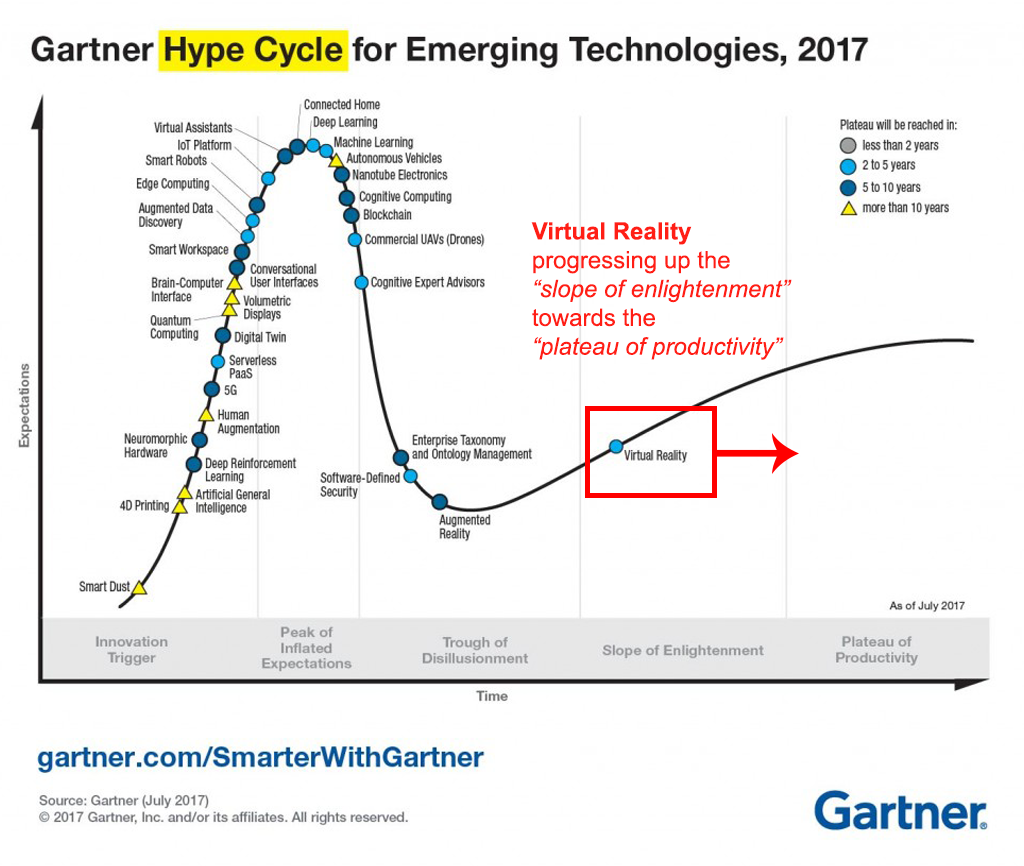 Gartner Hype Cycle for Emerging Technologies, 2017
Connected Home
Deep Learning
Virtual Assistants
Machine Learning
IoT Platform
Autonomous Vehicles
Smart Robots
Nanotube Electronics
Edge Computing
Cognitive Computing
Augmented Data
Discovery
Blockchain
Commercial UAVs (Drones)
Smart Workspace
Conversational
User Interfaces
Cognitive Expert Advisors
Brain-Computer
Interface
Volumetric
Displays
Quantum
Computing
Digital Twin
Serverless
PaaS
5G
Human
Augmentation
Neuromorphic
Hardware
Deep Reinforcement
Learning
Artificial General
Intelligence
4D Printing
Smart Dust
Enterprise Taxonomy
and Ontology Management
Software-Defined
Security
Augmented
Reality
Virtual Reality
Plateau will be reached in:
less than 2 years
2 to 5 years
5 to 10 years
more than 10 years
Virtual Reality
progressing up the
“slope of enlightenment”
towards the
“plateau of productivity”
Expectations
As of July 2017
Innovation
Trigger
Peak of
Inflated
Expectations
Trough of
Disillusionment
Slope of Enlightenment
Plateau of
Productivity
Time
gartner.com/SmarterWithGartner
Source: Gartner (July 2017)
© 2017 Gartner, Inc. and/or its affiliates. All rights reserved.
Gartner®